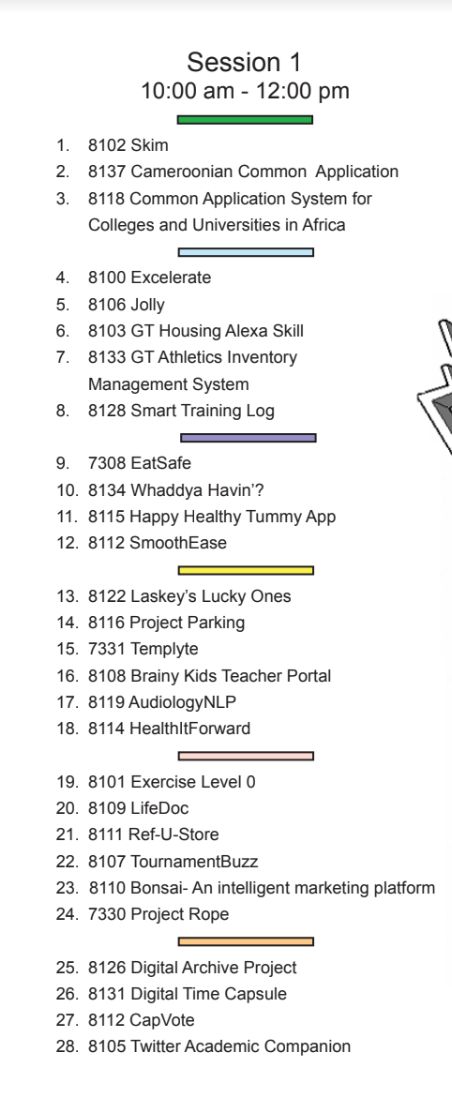 Session 1
10:00 am - 12:00 pm
1. 8102 Skim
2. 8137 Cameroonian Common Application
3. 8118 Common Application System for
Colleges and Universities in Africa
4. 8100 Excelerate
5. 8106 Jolly
6. 8103 GT Housing Alexa Skill
7. 8133 GT Athletics Inventory
Management System
8. 8128 Smart Training Log
9. 7308 EatSafe
10. 8134 Whaddya Havin'?
11. 8115 Happy Healthy Tummy App
12. 8112 SmoothEase
13. 8122 Laskey's Lucky Ones
14. 8116 Project Parking
15. 7331 Templyte
16. 8108 Brainy Kids Teacher Portal
17. 8119 AudiologyNLP
18. 8114 HealthItForward
19. 8101 Exercise Level 0
20. 8109 LifeDoc
21. 8111 Ref-U-Store
22. 8107 TournamentBuzz
23. 8110 Bonsai- An intelligent marketing platform
24. 7330 Project Rope
25. 8126 Digital Archive Project
26. 8131 Digital Time Capsule
27. 8112 CapVote
28. 8105 Twitter Academic Companion